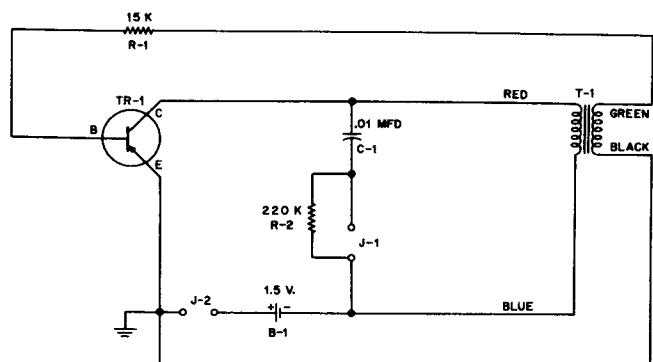 15 K
R-1
TR-1
C
B
E
RED
T-1
GREEN
BLACK
.01 MFD
C-1
220 K
R-2
J-1
J-2
1.5 V.
+ -
B-1
BLUE